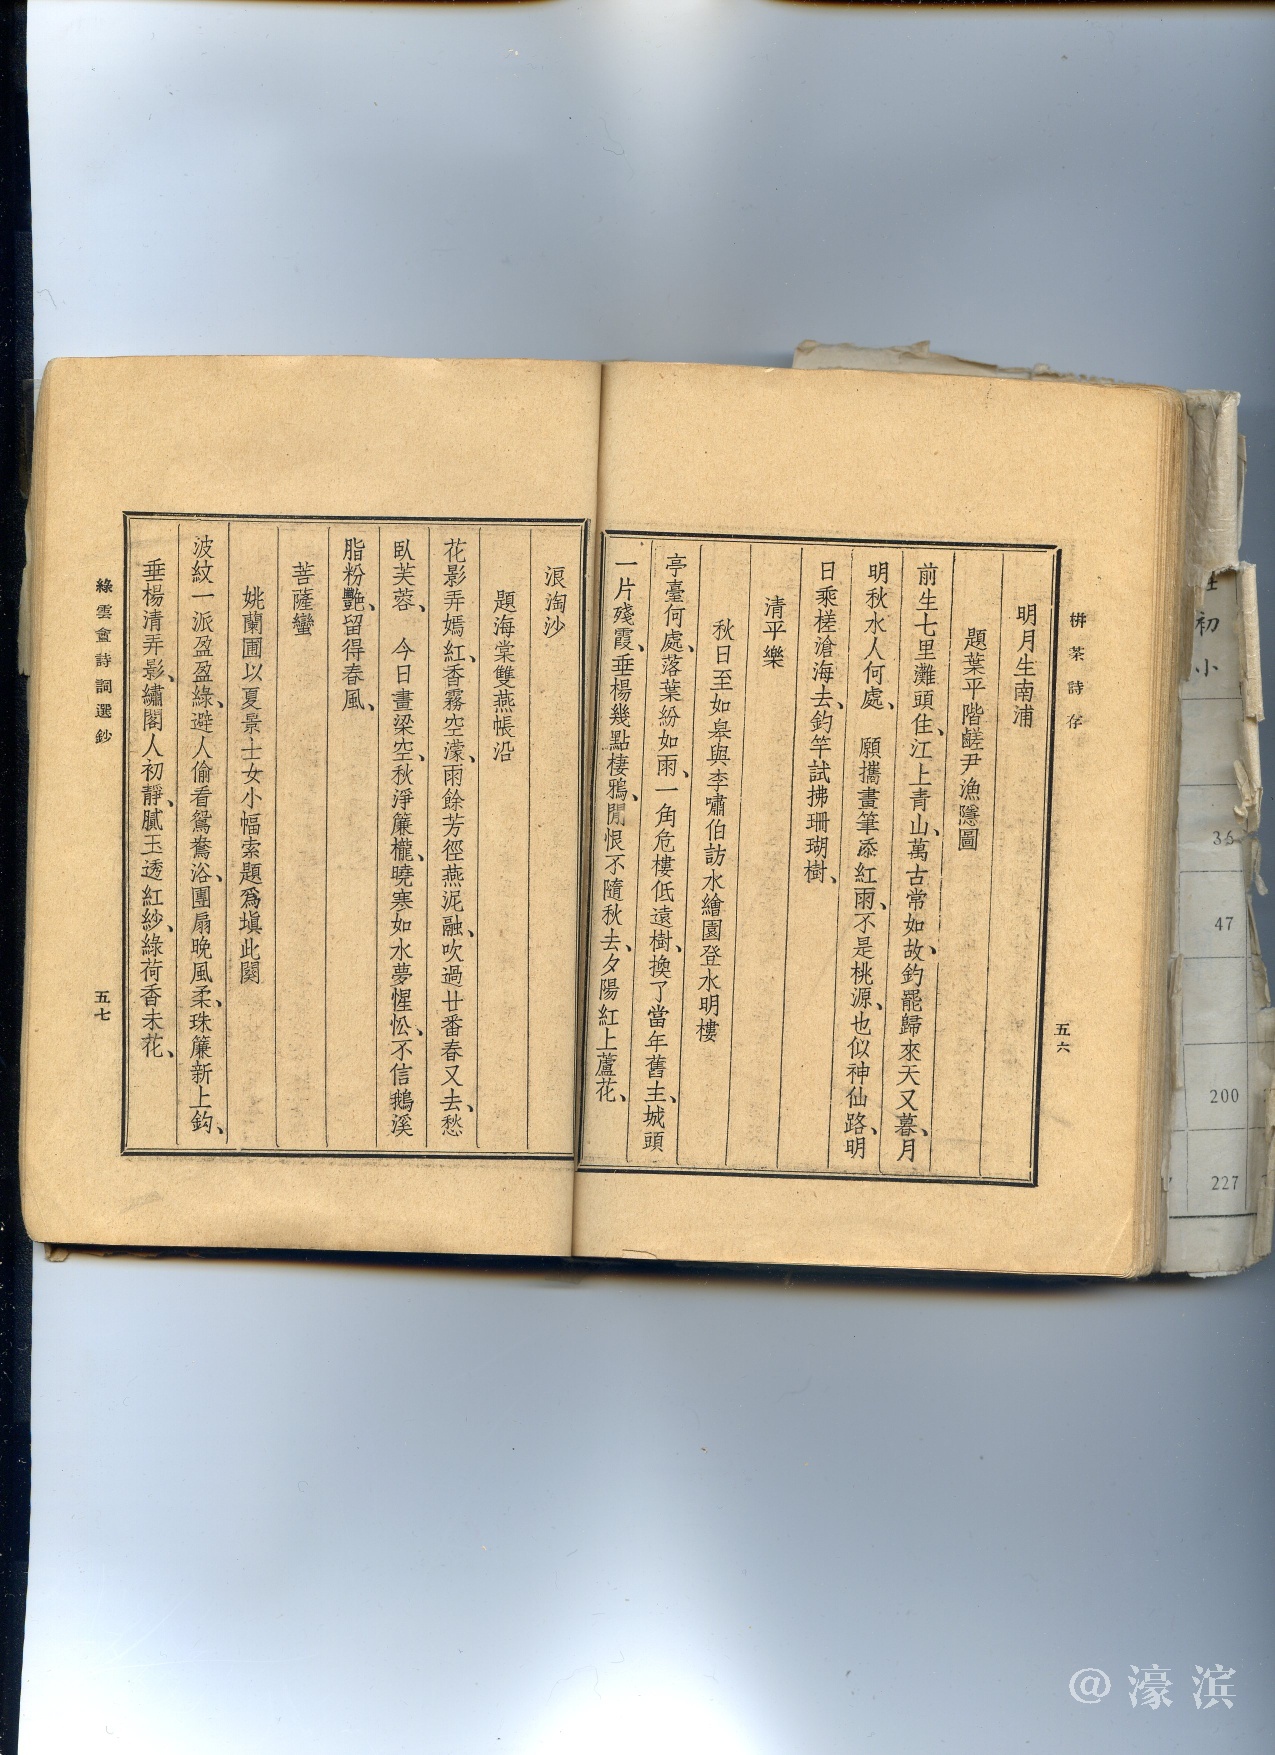 栟茶詩存
五六
明月生南浦
題葉平階鹺尹漁隱圖
前生七里灘頭住、江上青山、萬古常如故、釣罷歸來天又暮、月
明秋水人何處、　願攜畫筆添紅雨、不是桃源、也似神仙路、明
日乘槎滄海去、釣竿試拂珊瑚樹、
清平樂
秋日至如皋與李嘯伯訪水繪園登水明樓
亭臺何處、落葉紛如雨、一角危樓低遠樹、換了當年舊主、城頭
一片殘霞、垂楊幾點棲鴉、閒恨不隨秋去、夕陽紅上蘆花、
浪淘沙
題海棠雙燕帳沿
花影弄嫣紅、香霧空濛、雨餘芳徑燕泥融、吹過廿番春又去、愁
臥芙蓉、　今日畫梁空、秋淨簾櫳、曉寒如水夢惺忪、不信鵝溪
脂粉艷、留得春風、
菩薩蠻
姚蘭圃以夏景士女小幅索題爲塡此闋
波紋一派盈盈綠、避人偷看鴛鴦浴、團扇晚風柔、珠簾新上鈎、
垂楊清弄影、繡閣人初靜、膩玉透紅紗、綠荷香未花、
綠雲盦詩詞選鈔
五七
初
小
36
47
200
227
@濠滨